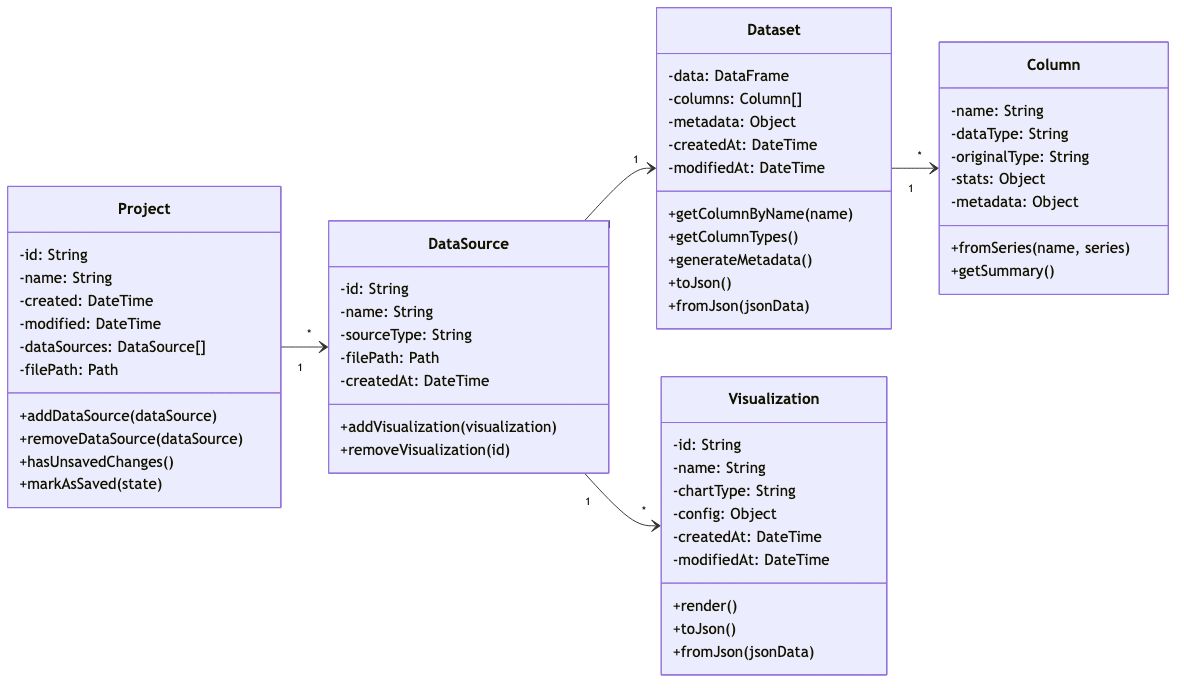 Project
-id: String
-name: String
-created: DateTime
-modified: DateTime
-dataSources: DataSource[]
-filePath: Path
+addDataSource(dataSource)
+removeDataSource(dataSource)
+hasUnsavedChanges()
+markAsSaved(state)
*
1
DataSource
-id: String
-name: String
-sourceType: String
-filePath: Path
-createdAt: DateTime
+addVisualization(visualization)
+removeVisualization(id)
1
1
*
Dataset
-data: DataFrame
-columns: Column[]
-metadata: Object
-createdAt: DateTime
-modifiedAt: DateTime
+getColumnByName(name)
+getColumnTypes()
+generateMetadata()
+toJson()
+fromJson(jsonData)
*
1
Column
-name: String
-dataType: String
-originalType: String
-stats: Object
-metadata: Object
+fromSeries(name, series)
+getSummary()
Visualization
-id: String
-name: String
-chartType: String
-config: Object
-createdAt: DateTime
-modifiedAt: DateTime
+render()
+toJson()
+fromJson(jsonData)